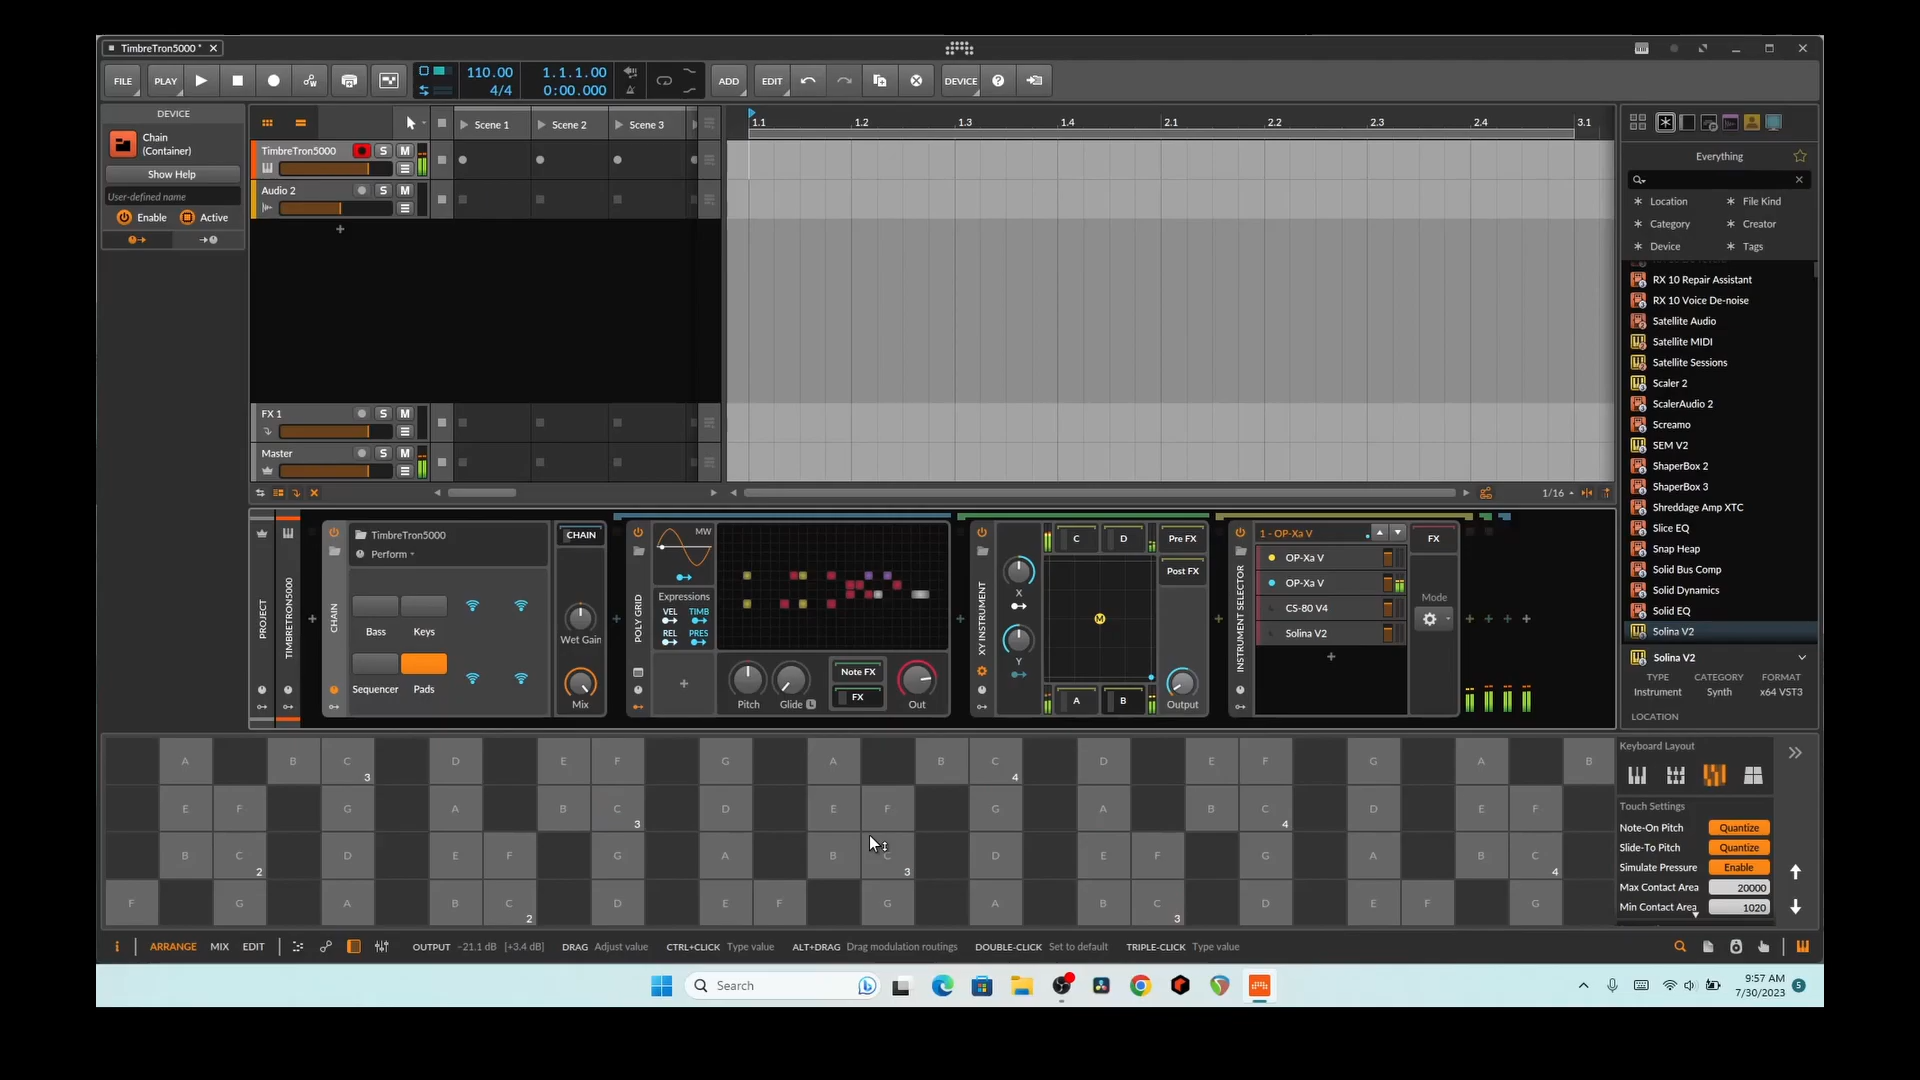 TimbreTron5000 *
FILE
PLAY
110.00
4/4
1.1.1.00
0:00.000
ADD
EDIT
DEVICE
DEVICE
Chain
(Container)
Show Help
User-defined name
Enable
Active
Scene 1
Scene 2
Scene 3
TimbreTron5000
S
M
Audio 2
S
M
FX 1
S
M
Master
S
M
1.1
1.2
1.3
1.4
2.1
2.2
2.3
2.4
3.1
1/16
Everything
Location
File Kind
Category
Creator
Device
Tags
RX 10 Repair Assistant
RX 10 Voice De-noise
Satellite Audio
Satellite MIDI
Satellite Sessions
Scaler 2
ScalerAudio 2
Screamo
SEM V2
ShaperBox 2
ShaperBox 3
Shreddage Amp XTC
Slice EQ
Snap Heap
Solid Bus Comp
Solid Dynamics
Solid EQ
Solina V2
Solina V2
TYPE
CATEGORY
FORMAT
Instrument
Synth
x64 VST3
LOCATION
PROJECT
TIMBRETRON5000
CHAIN
TimbreTron5000
Perform
Bass
Keys
Sequencer
Pads
CHAIN
Wet Gain
Mix
POLY GRID
MW
Expressions
VEL
TIMB
REL
PRES
Pitch
Glide
L
Note FX
FX
Out
XY INSTRUMENT
X
Y
C
D
A
B
M
Pre FX
Post FX
Output
INSTRUMENT SELECTOR
1 - OP-Xa V
OP-Xa V
OP-Xa V
CS-80 V4
Solina V2
FX
Mode
A B C 3 D E F G A B C 4 D E F G A B
E F G A B C 3 D E F G A B C 4 D E F
B C 2 D E F G A B C 3 D E F G A B C 4
F G A B C 2 D E F G A B C 3 D E F G
Keyboard Layout
Touch Settings
Note-On Pitch
Quantize
Slide-To Pitch
Quantize
Simulate Pressure
Enable
Max Contact Area
20000
Min Contact Area
1020
i
ARRANGE
MIX
EDIT
OUTPUT -21.1 dB [+3.4 dB]
DRAG Adjust value
CTRL+CLICK Type value
ALT+DRAG Drag modulation routings
DOUBLE-CLICK Set to default
TRIPLE-CLICK Type value
Search
9:57 AM
7/30/2023
5